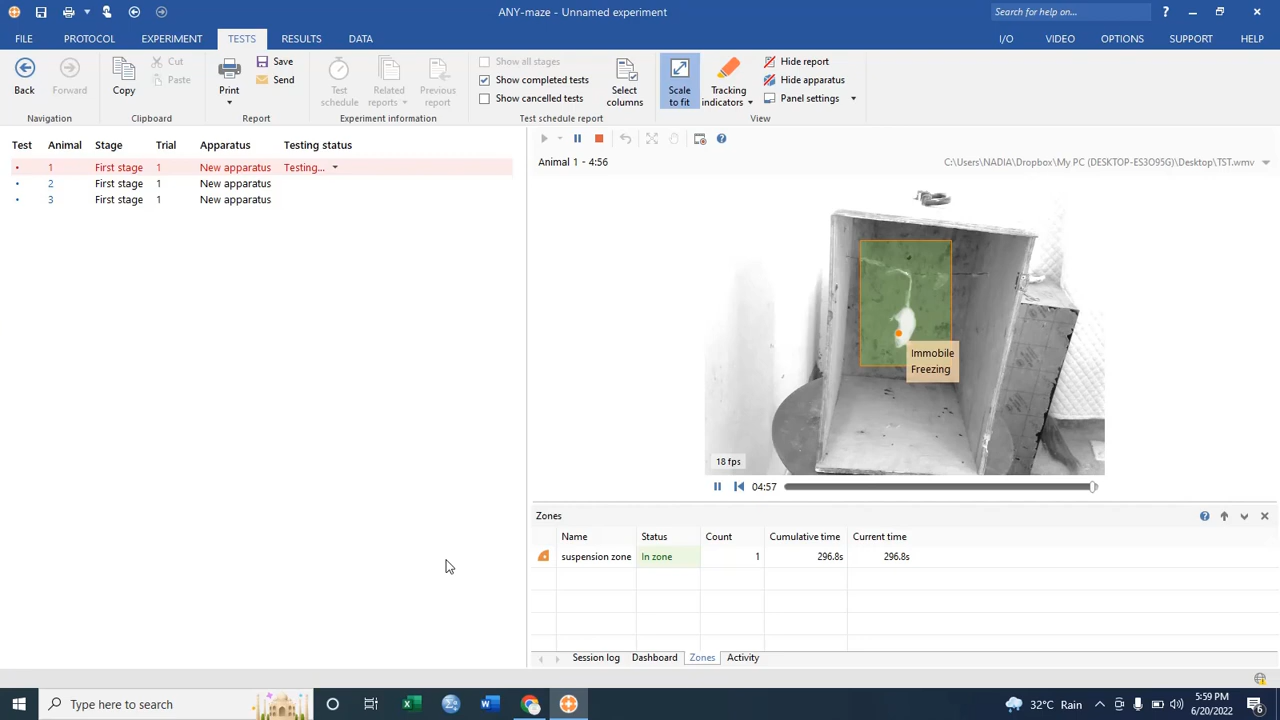 ANY-maze - Unnamed experiment
Search for help on...
FILE PROTOCOL EXPERIMENT TESTS RESULTS DATA I/O VIDEO OPTIONS SUPPORT HELP
Back Forward Navigation
Copy Cut Paste Clipboard
Print Save Send Report
Test schedule Related reports Previous report Experiment information
Show all stages
Show completed tests
Show cancelled tests
Select columns
Test schedule report
Scale to fit Tracking indicators Hide report
Hide apparatus
Panel settings
View
Test Animal Stage Trial Apparatus Testing status
1 First stage 1 New apparatus Testing...
2 First stage 1 New apparatus
3 First stage 1 New apparatus
Animal 1 - 4:56 C:\Users\NADIA\Dropbox\My PC (DESKTOP-ES3O95G)\Desktop\TST.wmv
Immobile
Freezing
18 fps
04:57
Zones
Name Status Count Cumulative time Current time
suspension zone In zone 1 296.8s 296.8s
Session log Dashboard Zones Activity
Type here to search
32°C Rain
5:59 PM
6/20/2022
6